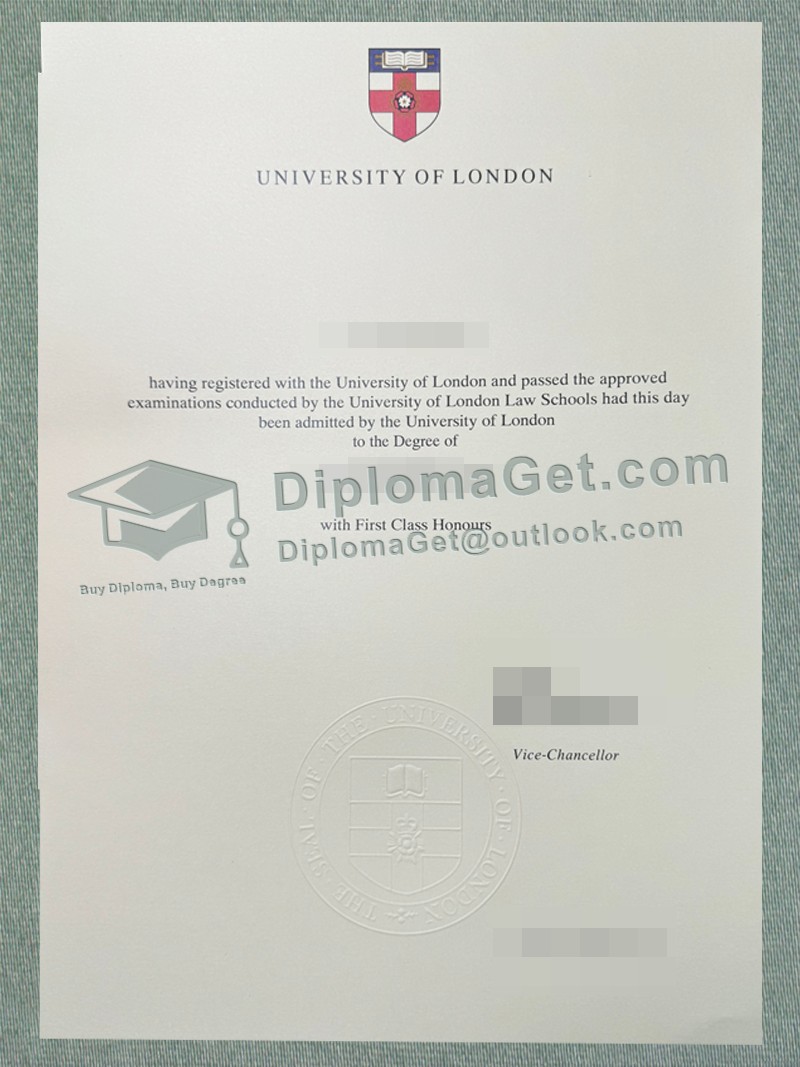 UNIVERSITY OF LONDON
having registered with the University of London and passed the approved
examinations conducted by the University of London Law Schools had this day
been admitted by the University of London
to the Degree of
DiplomaGet.com
with First Class Honours
DiplomaGet@outlook.com
Buy Diploma, Buy Degree
Vice-Chancellor
THE SEAL OF THE UNIVERSITY OF LONDON